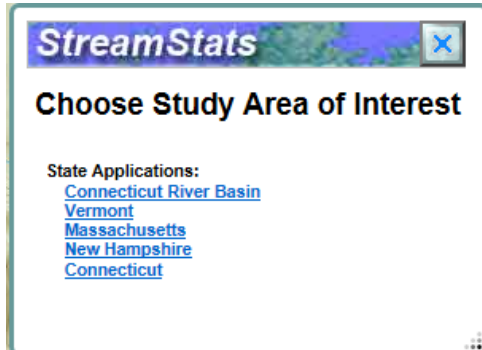 StreamStats
Choose Study Area of Interest
State Applications:
Connecticut River Basin
Vermont
Massachusetts
New Hampshire
Connecticut